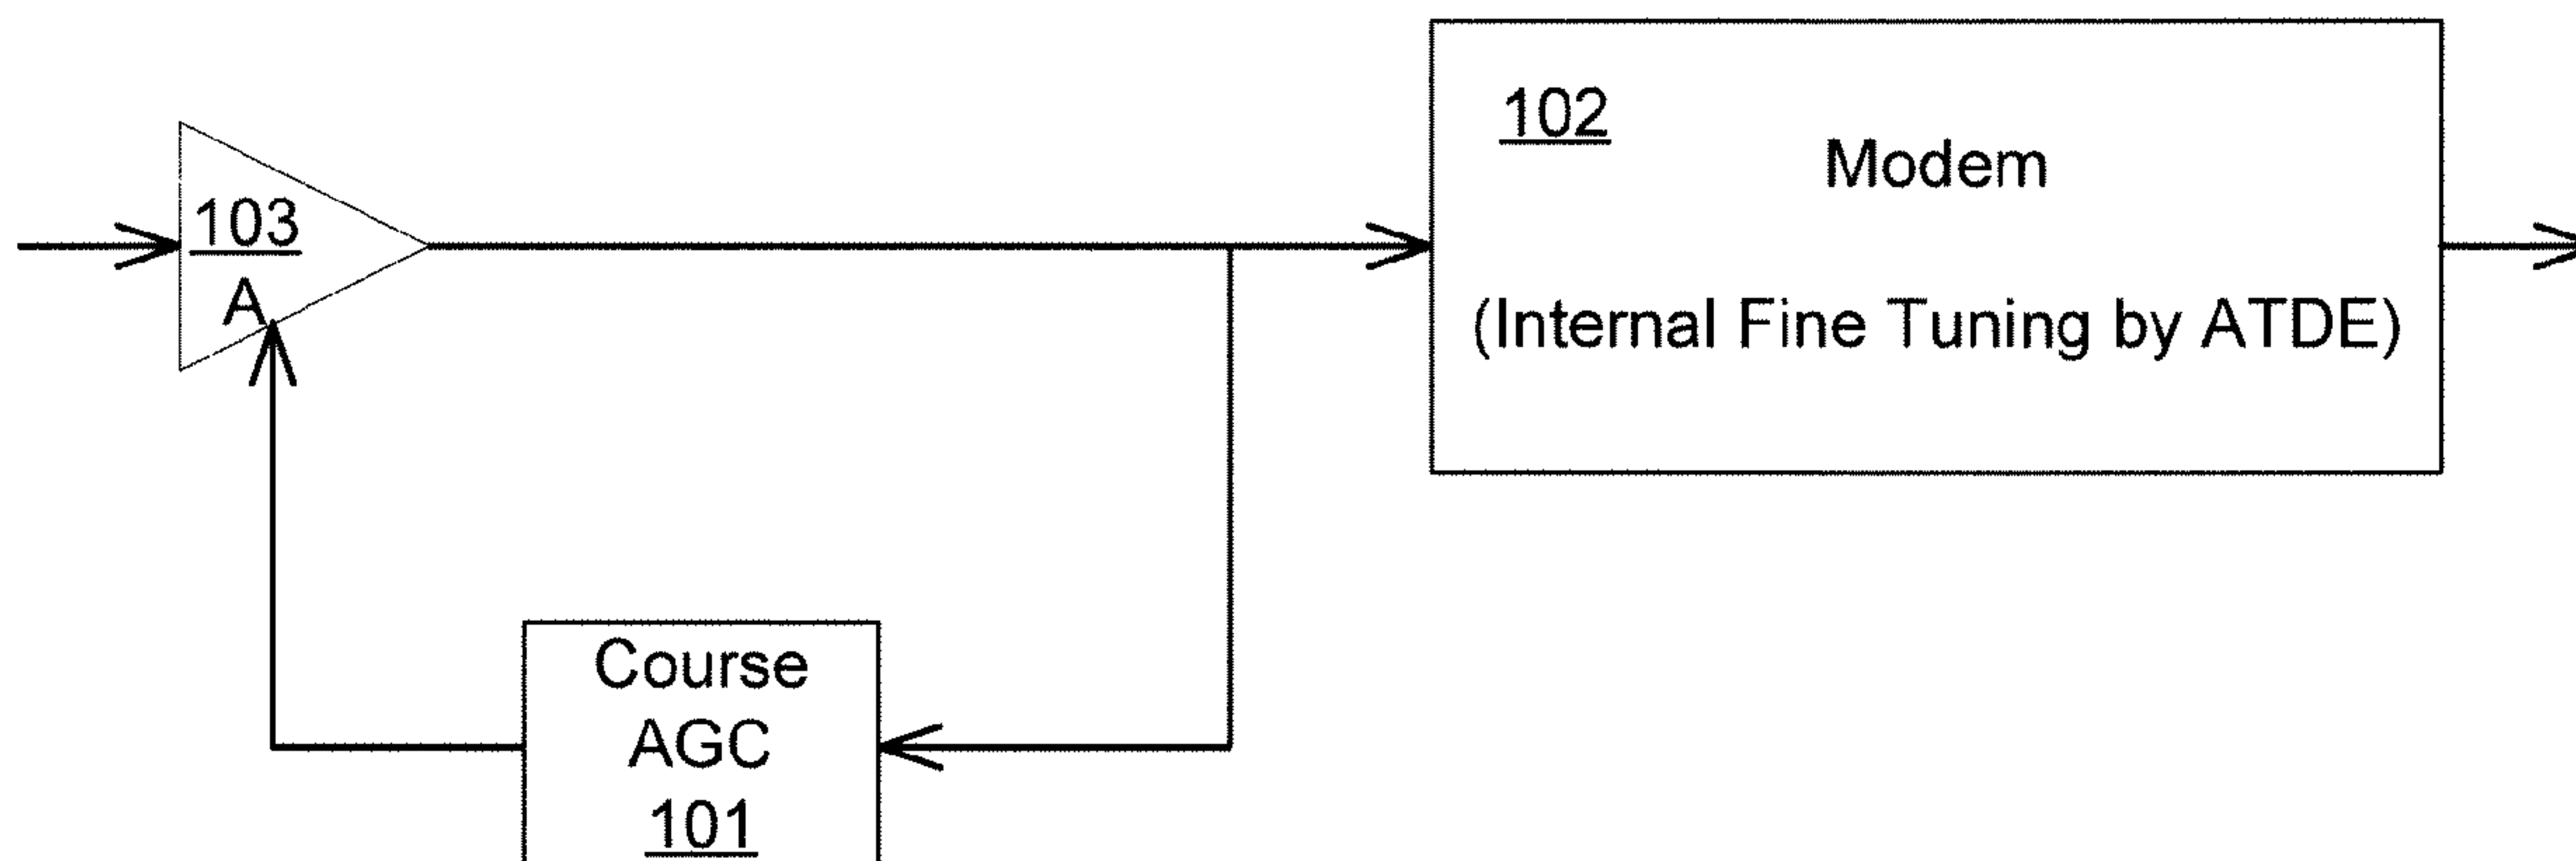 102
Modem
(Internal Fine Tuning by ATDE)
103
A
Course
AGC
101